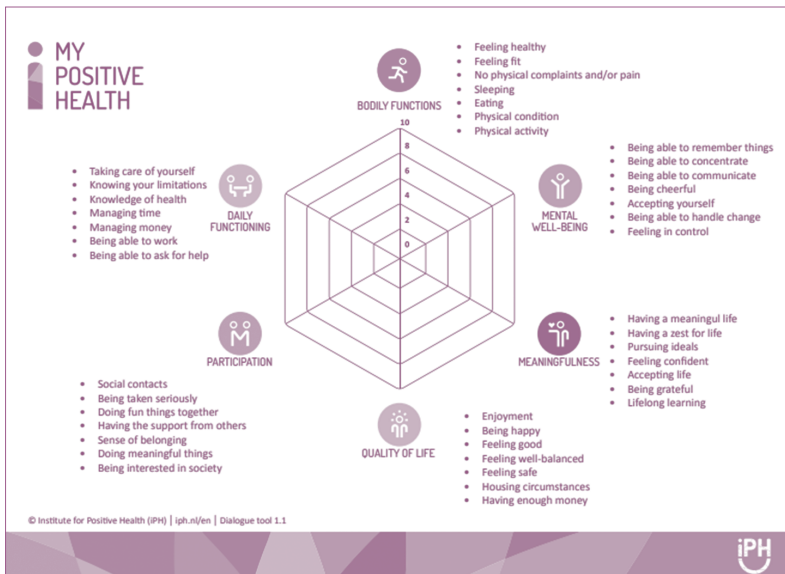 MY
POSITIVE
HEALTH
BODILY FUNCTIONS
• Feeling healthy
• Feeling fit
• No physical complaints and/or pain
• Sleeping
• Eating
• Physical condition
• Physical activity
10
8
6
4
2
0
MENTAL
WELL-BEING
• Being able to remember things
• Being able to concentrate
• Being able to communicate
• Being cheerful
• Accepting yourself
• Being able to handle change
• Feeling in control
MEANINGFULNESS
• Having a meaningul life
• Having a zest for life
• Pursuing ideals
• Feeling confident
• Accepting life
• Being grateful
• Lifelong learning
QUALITY OF LIFE
• Enjoyment
• Being happy
• Feeling good
• Feeling well-balanced
• Feeling safe
• Housing circumstances
• Having enough money
PARTICIPATION
• Social contacts
• Being taken seriously
• Doing fun things together
• Having the support from others
• Sense of belonging
• Doing meaningful things
• Being interested in society
DAILY
FUNCTIONING
• Taking care of yourself
• Knowing your limitations
• Knowledge of health
• Managing time
• Managing money
• Being able to work
• Being able to ask for help
© Institute for Positive Health (iPH) | iph.nl/en | Dialogue tool 1.1
iPH